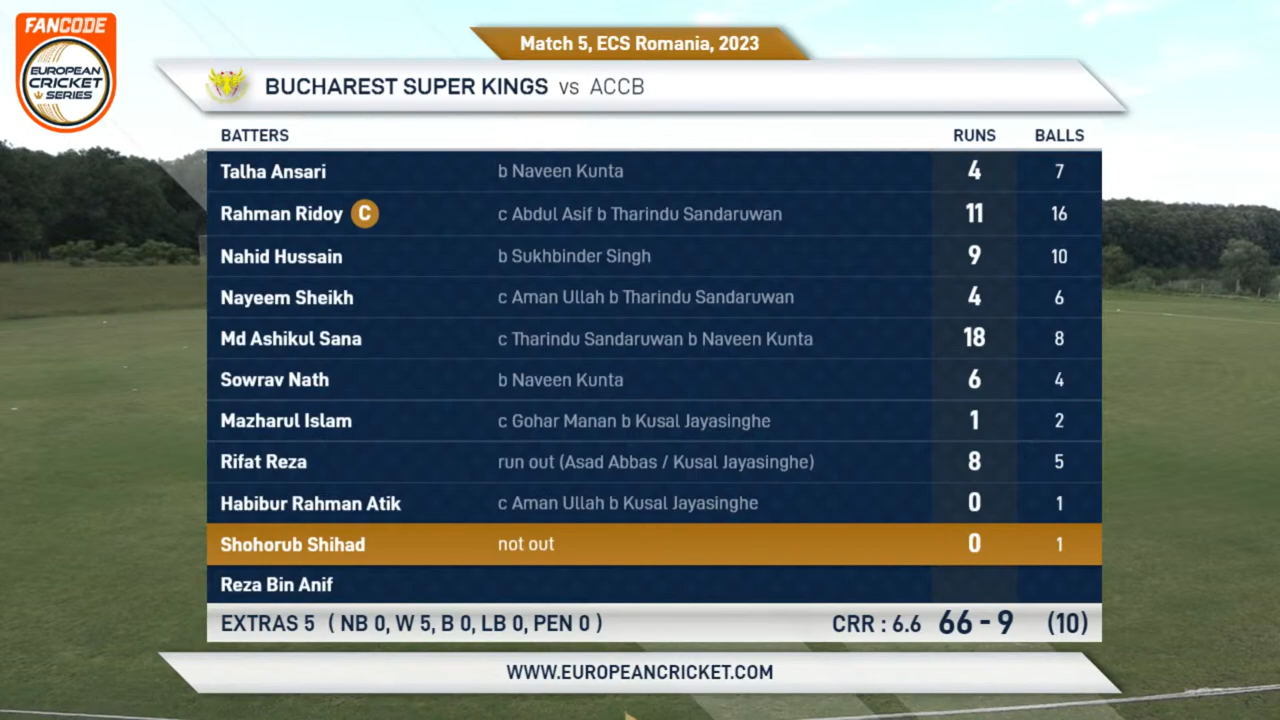 FANCODE
EUROPEAN
CRICKET
SERIES
Match 5, ECS Romania, 2023
BUCHAREST SUPER KINGS vs ACCB
BATTERS RUNS BALLS
Talha Ansari b Naveen Kunta 4 7
Rahman Ridoy C c Abdul Asif b Tharindu Sandaruwan 11 16
Nahid Hussain b Sukhbinder Singh 9 10
Nayeem Sheikh c Aman Ullah b Tharindu Sandaruwan 4 6
Md Ashikul Sana c Tharindu Sandaruwan b Naveen Kunta 18 8
Sowrav Nath b Naveen Kunta 6 4
Mazharul Islam c Gohar Manan b Kusal Jayasinghe 1 2
Rifat Reza run out (Asad Abbas / Kusal Jayasinghe) 8 5
Habibur Rahman Atik c Aman Ullah b Kusal Jayasinghe 0 1
Shohorub Shihad not out 0 1
Reza Bin Anif
EXTRAS 5 ( NB 0, W 5, B 0, LB 0, PEN 0 ) CRR : 6.6 66 - 9 (10)
WWW.EUROPEANCRICKET.COM